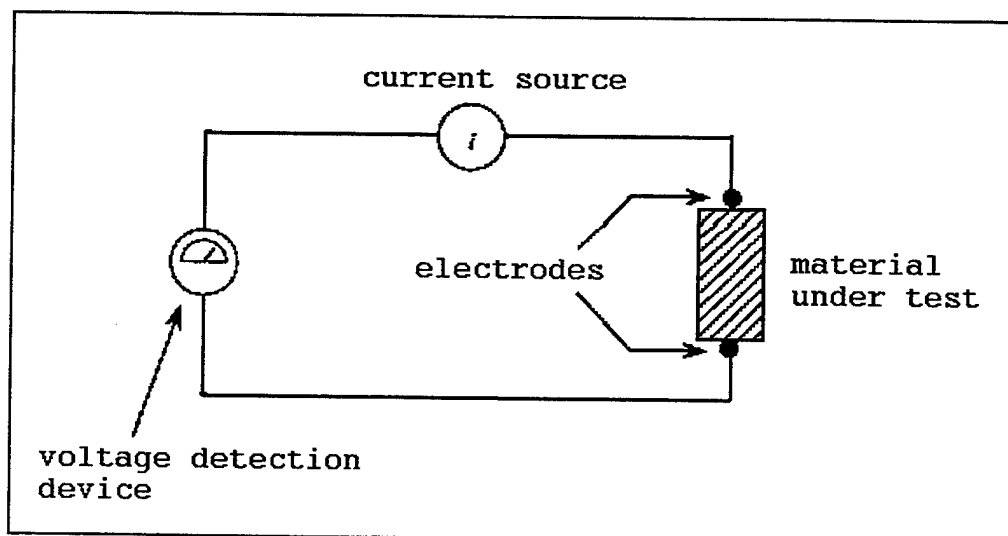 current source
i
electrodes
material
under test
voltage detection
device